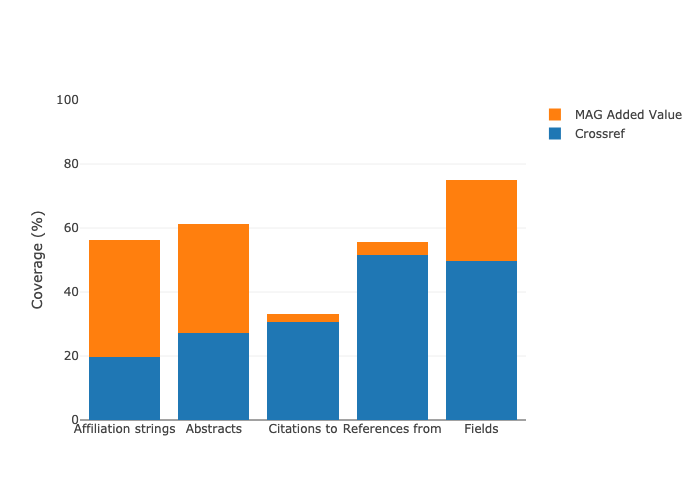 100
80
60
40
20
0
Coverage (%)
Affiliation strings
Abstracts
Citations to
References from
Fields
MAG Added Value
Crossref